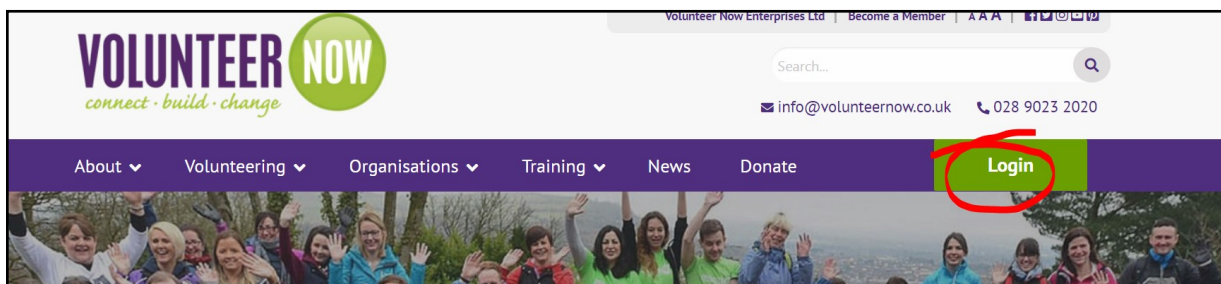 Volunteer Now Enterprises Ltd | Become a Member | A A A |
VOLUNTEER NOW
connect · build · change
Search...
info@volunteernow.co.uk 028 9023 2020
About Volunteering Organisations Training News Donate Login